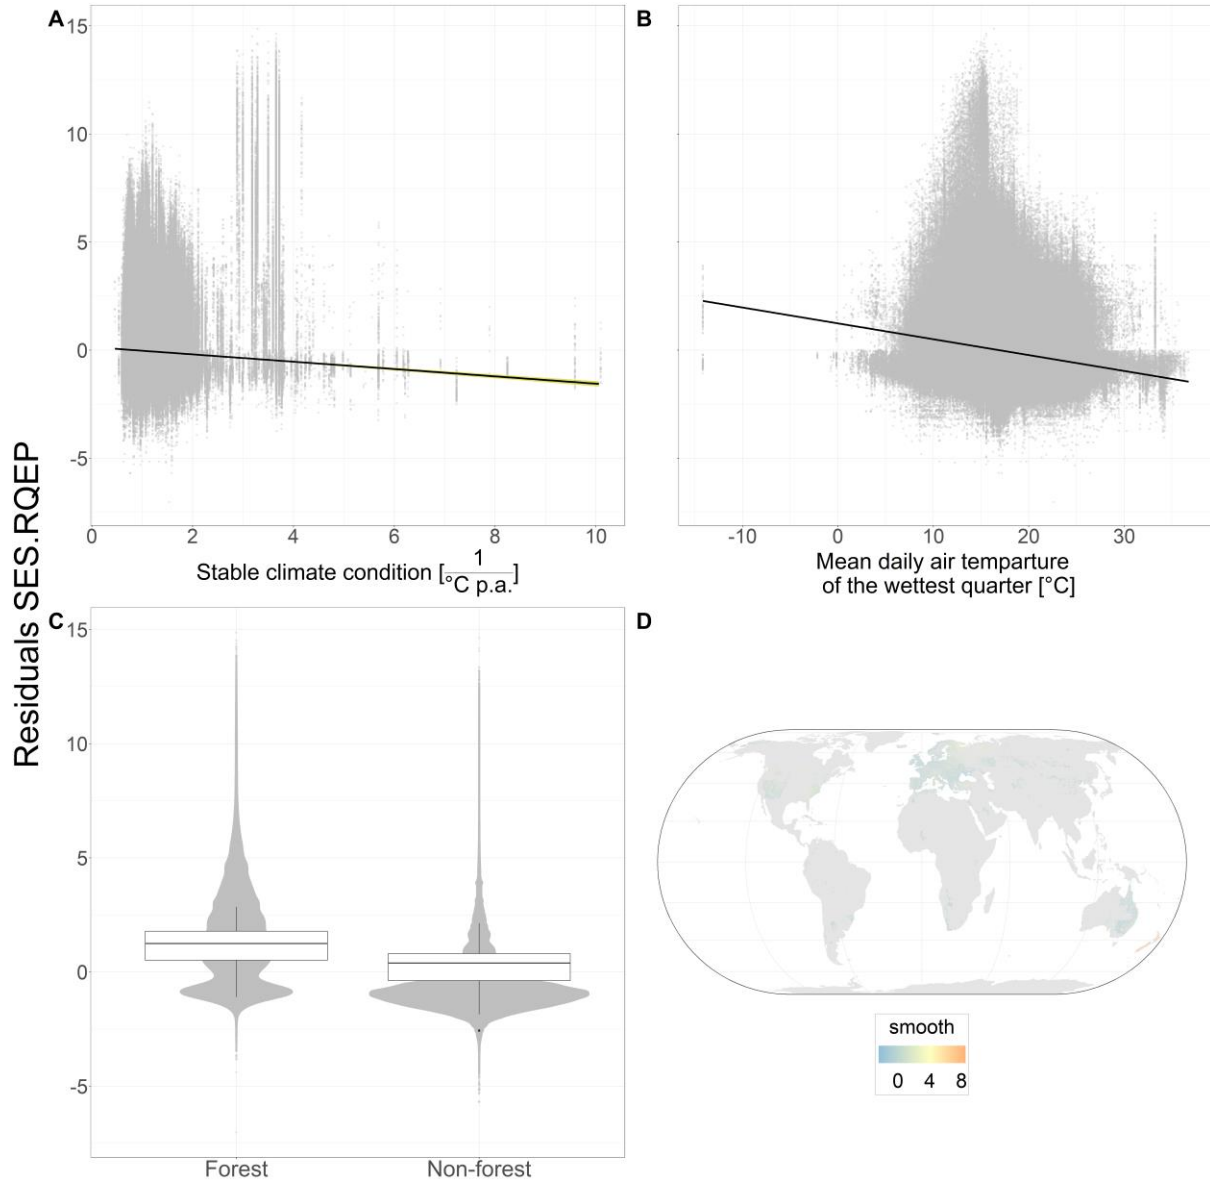 Residuals SES.RQEP
A
15
10
5
0
-5
0 2 4 6 8 10
Stable climate condition [1/°C p.a.]
B
-10 0 10 20 30
Mean daily air temparture
of the wettest quarter [°C]
C
15
10
5
0
-5
Forest Non-forest
D
smooth
0 4 8